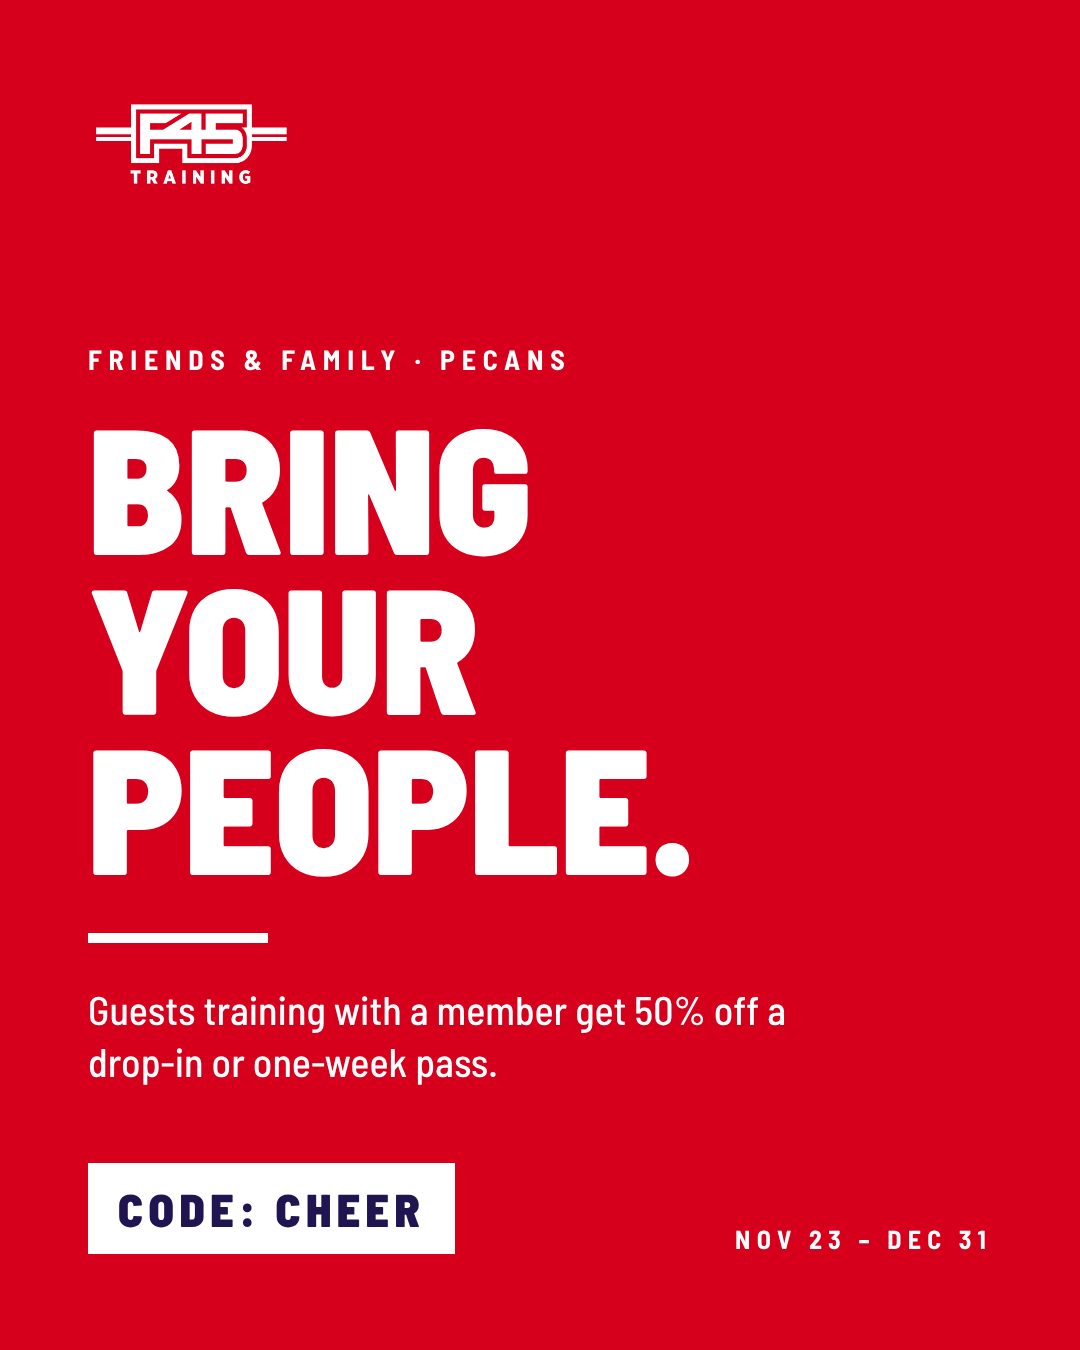 F45
TRAINING
FRIENDS & FAMILY · PECANS
BRING
YOUR
PEOPLE.
Guests training with a member get 50% off a
drop-in or one-week pass.
CODE: CHEER
NOV 23 – DEC 31